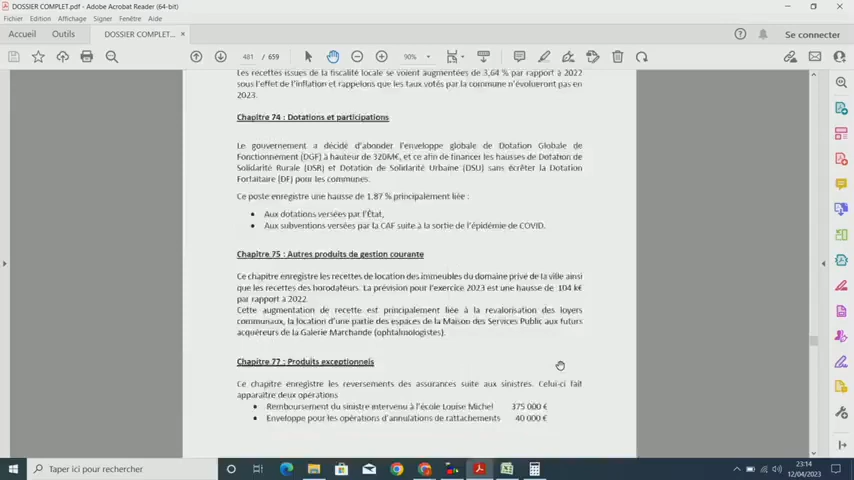 DOSSIER COMPLET.pdf - Adobe Acrobat Reader (64-bit)
Fichier Edition Affichage Signer Fenêtre Aide
Accueil Outils DOSSIER COMPLET.... × Se connecter
481 / 659 90%
Les recettes issues de la fiscalité locale se voient augmentées de 3,64 % par rapport à 2022
sous l'effet de l'inflation et rappelons que les taux votés par la commune n'évolueront pas en
2023.
Chapitre 74 : Dotations et participations
Le gouvernement a décidé d'abonder l'enveloppe globale de Dotation Globale de
Fonctionnement (DGF) à hauteur de 320M€, et ce afin de financer les hausses de Dotation de
Solidarité Rurale (DSR) et Dotation de Solidarité Urbaine (DSU) sans écrêter la Dotation
Forfaitaire (DF) pour les communes.
Ce poste enregistre une hausse de 1.87 % principalement liée :
• Aux dotations versées par l'État,
• Aux subventions versées par la CAF suite à la sortie de l'épidémie de COVID.
Chapitre 75 : Autres produits de gestion courante
Ce chapitre enregistre les recettes de location des immeubles du domaine privé de la ville ainsi
que les recettes des horodateurs. La prévision pour l'exercice 2023 est une hausse de 104 k€
par rapport à 2022.
Cette augmentation de recette est principalement liée à la revalorisation des loyers
communaux, la location d'une partie des espaces de la Maison des Services Public aux futurs
acquéreurs de la Galerie Marchande (ophtalmologistes).
Chapitre 77 : Produits exceptionnels
Ce chapitre enregistre les reversements des assurances suite aux sinistres. Celui-ci fait
apparaître deux opérations
• Remboursement du sinistre intervenu à l'école Louise Michel 375 000 €
• Enveloppe pour les opérations d'annulations de rattachements 40 000 €
Taper ici pour rechercher
23:14
12/04/2023